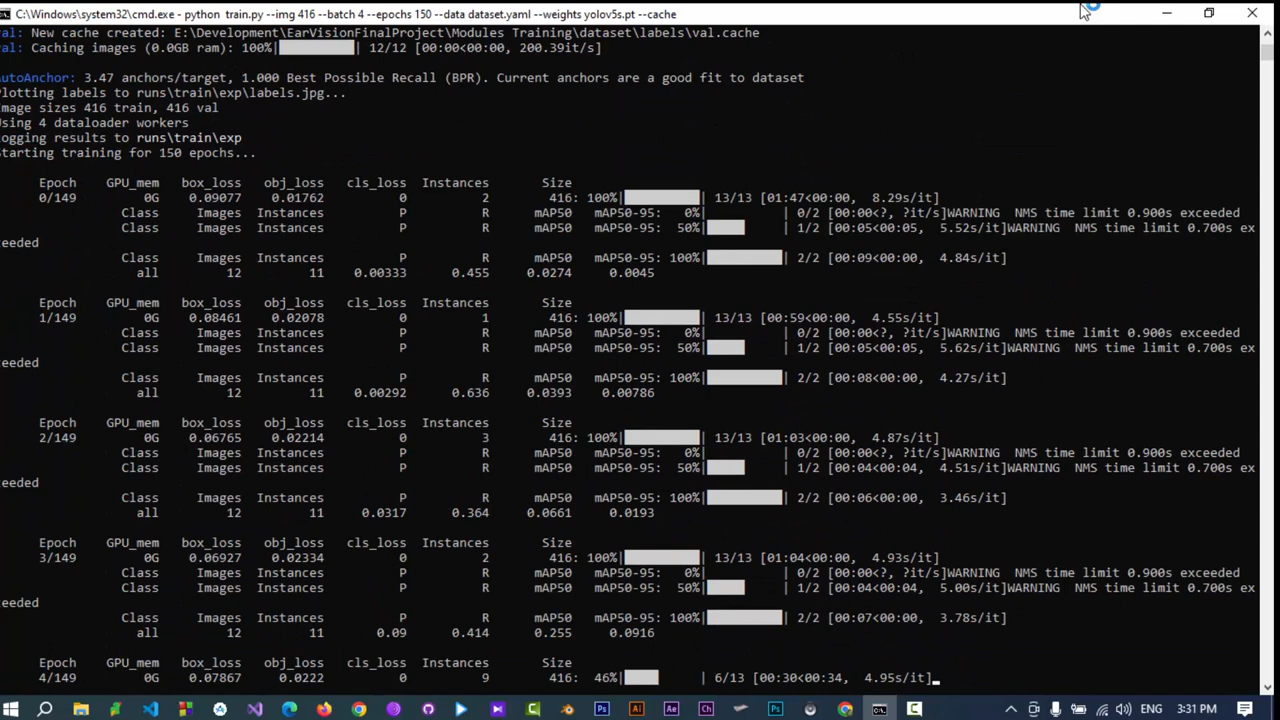 C:\Windows\system32\cmd.exe - python train.py --img 416 --batch 4 --epochs 150 --data dataset.yaml --weights yolov5s.pt --cache
val: New cache created: E:\Development\EarVisionFinalProject\Modules Training\dataset\labels\val.cache
val: Caching images (0.0GB ram): 100%| | 12/12 [00:00<00:00, 200.39it/s]
AutoAnchor: 3.47 anchors/target, 1.000 Best Possible Recall (BPR). Current anchors are a good fit to dataset
Plotting labels to runs\train\exp\labels.jpg...
Image sizes 416 train, 416 val
Using 4 dataloader workers
Logging results to runs\train\exp
Starting training for 150 epochs...
Epoch GPU_mem box_loss obj_loss cls_loss Instances Size
0/149 0G 0.09077 0.01762 0 2 416: 100%| | 13/13 [01:47<00:00, 8.29s/it]
Class Images Instances P R mAP50 mAP50-95: 0%| | 0/2 [00:00<?, ?it/s]WARNING NMS time limit 0.900s exceeded
Class Images Instances P R mAP50 mAP50-95: 50%| | 1/2 [00:05<00:05, 5.52s/it]WARNING NMS time limit 0.700s ex
ceeded
Class Images Instances P R mAP50 mAP50-95: 100%| | 2/2 [00:09<00:00, 4.84s/it]
all 12 11 0.00333 0.455 0.0274 0.0045
Epoch GPU_mem box_loss obj_loss cls_loss Instances Size
1/149 0G 0.08461 0.02078 0 1 416: 100%| | 13/13 [00:59<00:00, 4.55s/it]
Class Images Instances P R mAP50 mAP50-95: 0%| | 0/2 [00:00<?, ?it/s]WARNING NMS time limit 0.900s exceeded
Class Images Instances P R mAP50 mAP50-95: 50%| | 1/2 [00:05<00:05, 5.62s/it]WARNING NMS time limit 0.700s ex
ceeded
Class Images Instances P R mAP50 mAP50-95: 100%| | 2/2 [00:08<00:00, 4.27s/it]
all 12 11 0.00292 0.636 0.0393 0.00786
Epoch GPU_mem box_loss obj_loss cls_loss Instances Size
2/149 0G 0.06765 0.02214 0 3 416: 100%| | 13/13 [01:03<00:00, 4.87s/it]
Class Images Instances P R mAP50 mAP50-95: 0%| | 0/2 [00:00<?, ?it/s]WARNING NMS time limit 0.900s exceeded
Class Images Instances P R mAP50 mAP50-95: 50%| | 1/2 [00:04<00:04, 4.51s/it]WARNING NMS time limit 0.700s ex
ceeded
Class Images Instances P R mAP50 mAP50-95: 100%| | 2/2 [00:06<00:00, 3.46s/it]
all 12 11 0.0317 0.364 0.0661 0.0193
Epoch GPU_mem box_loss obj_loss cls_loss Instances Size
3/149 0G 0.06927 0.02334 0 2 416: 100%| | 13/13 [01:04<00:00, 4.93s/it]
Class Images Instances P R mAP50 mAP50-95: 0%| | 0/2 [00:00<?, ?it/s]WARNING NMS time limit 0.900s exceeded
Class Images Instances P R mAP50 mAP50-95: 50%| | 1/2 [00:04<00:04, 5.00s/it]WARNING NMS time limit 0.700s ex
ceeded
Class Images Instances P R mAP50 mAP50-95: 100%| | 2/2 [00:07<00:00, 3.78s/it]
all 12 11 0.09 0.414 0.255 0.0916
Epoch GPU_mem box_loss obj_loss cls_loss Instances Size
4/149 0G 0.07867 0.0222 0 9 416: 46%| | 6/13 [00:30<00:34, 4.95s/it]
Ps Ai Ae Ch Ps ENG 3:31 PM